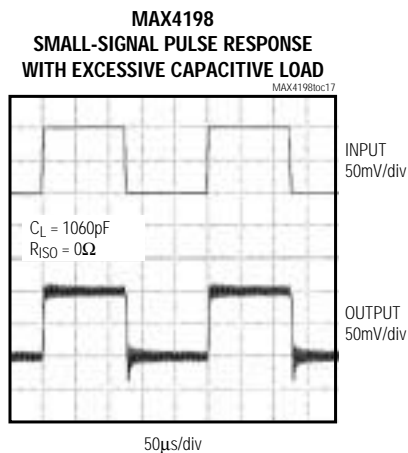 MAX4198
SMALL-SIGNAL PULSE RESPONSE
WITH EXCESSIVE CAPACITIVE LOAD
MAX4198toc17
INPUT
50mV/div
CL = 1060pF
RISO = 0Ω
OUTPUT
50mV/div
50μs/div